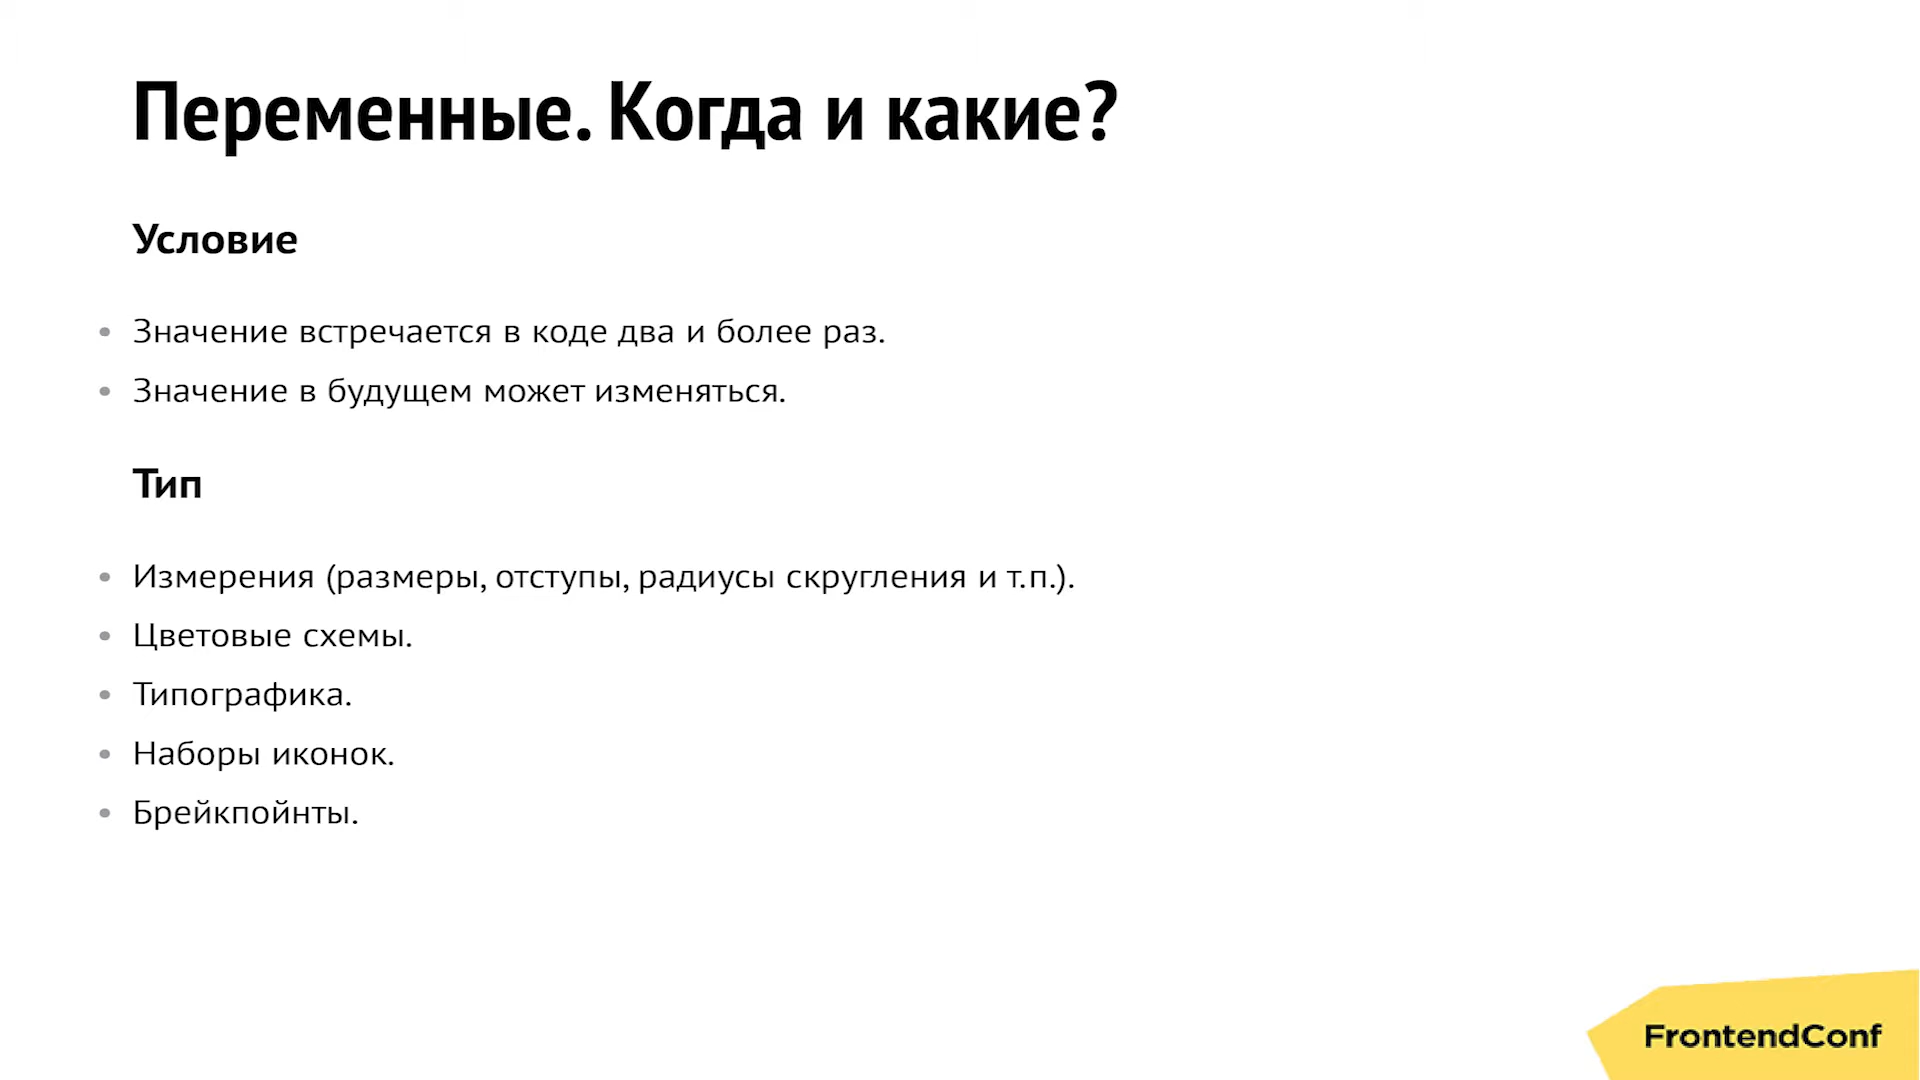 Переменные. Когда и какие?
Условие
• Значение встречается в коде два и более раз.
• Значение в будущем может изменяться.
Тип
• Измерения (размеры, отступы, радиусы скругления и т.п.).
• Цветовые схемы.
• Типографика.
• Наборы иконок.
• Брейкпойнты.
FrontendConf